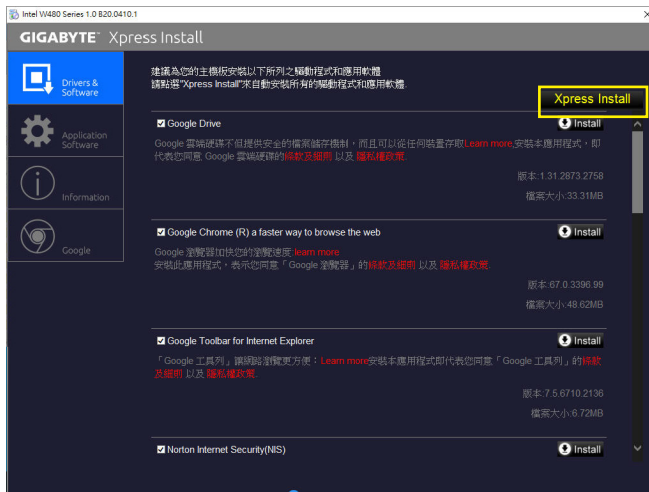 Intel W480 Series 1.0 B20.0410.1
GIGABYTE™ Xpress Install
Drivers &
Software
Application
Software
Information
Google
建議為您的主機板安裝以下所列之驅動程式和應用軟體
請點選"Xpress Install"來自動安裝所有的驅動程式和應用軟體.
Xpress Install
Google Drive
Install
Google 雲端硬碟不但提供安全的檔案儲存機制，而且可以從任何裝置存取Learn more,安裝本應用程式，即
代表您同意 Google 雲端硬碟的條款及細則 以及 隱私權政策.
版本:1.31.2873.2758
檔案大小:33.31MB
Google Chrome (R) a faster way to browse the web
Install
Google 瀏覽器加快您的瀏覽速度 learn more
安裝此應用程式，表示您同意「Google 瀏覽器」的條款及細則 以及 隱私權政策.
版本:67.0.3396.99
檔案大小:48.62MB
Google Toolbar for Internet Explorer
Install
「Google 工具列」讓網路瀏覽更方便：Learn more安裝本應用程式即代表您同意「Google 工具列」的條款
及細則 以及 隱私權政策.
版本:7.5.6710.2136
檔案大小:6.72MB
Norton Internet Security(NIS)
Install